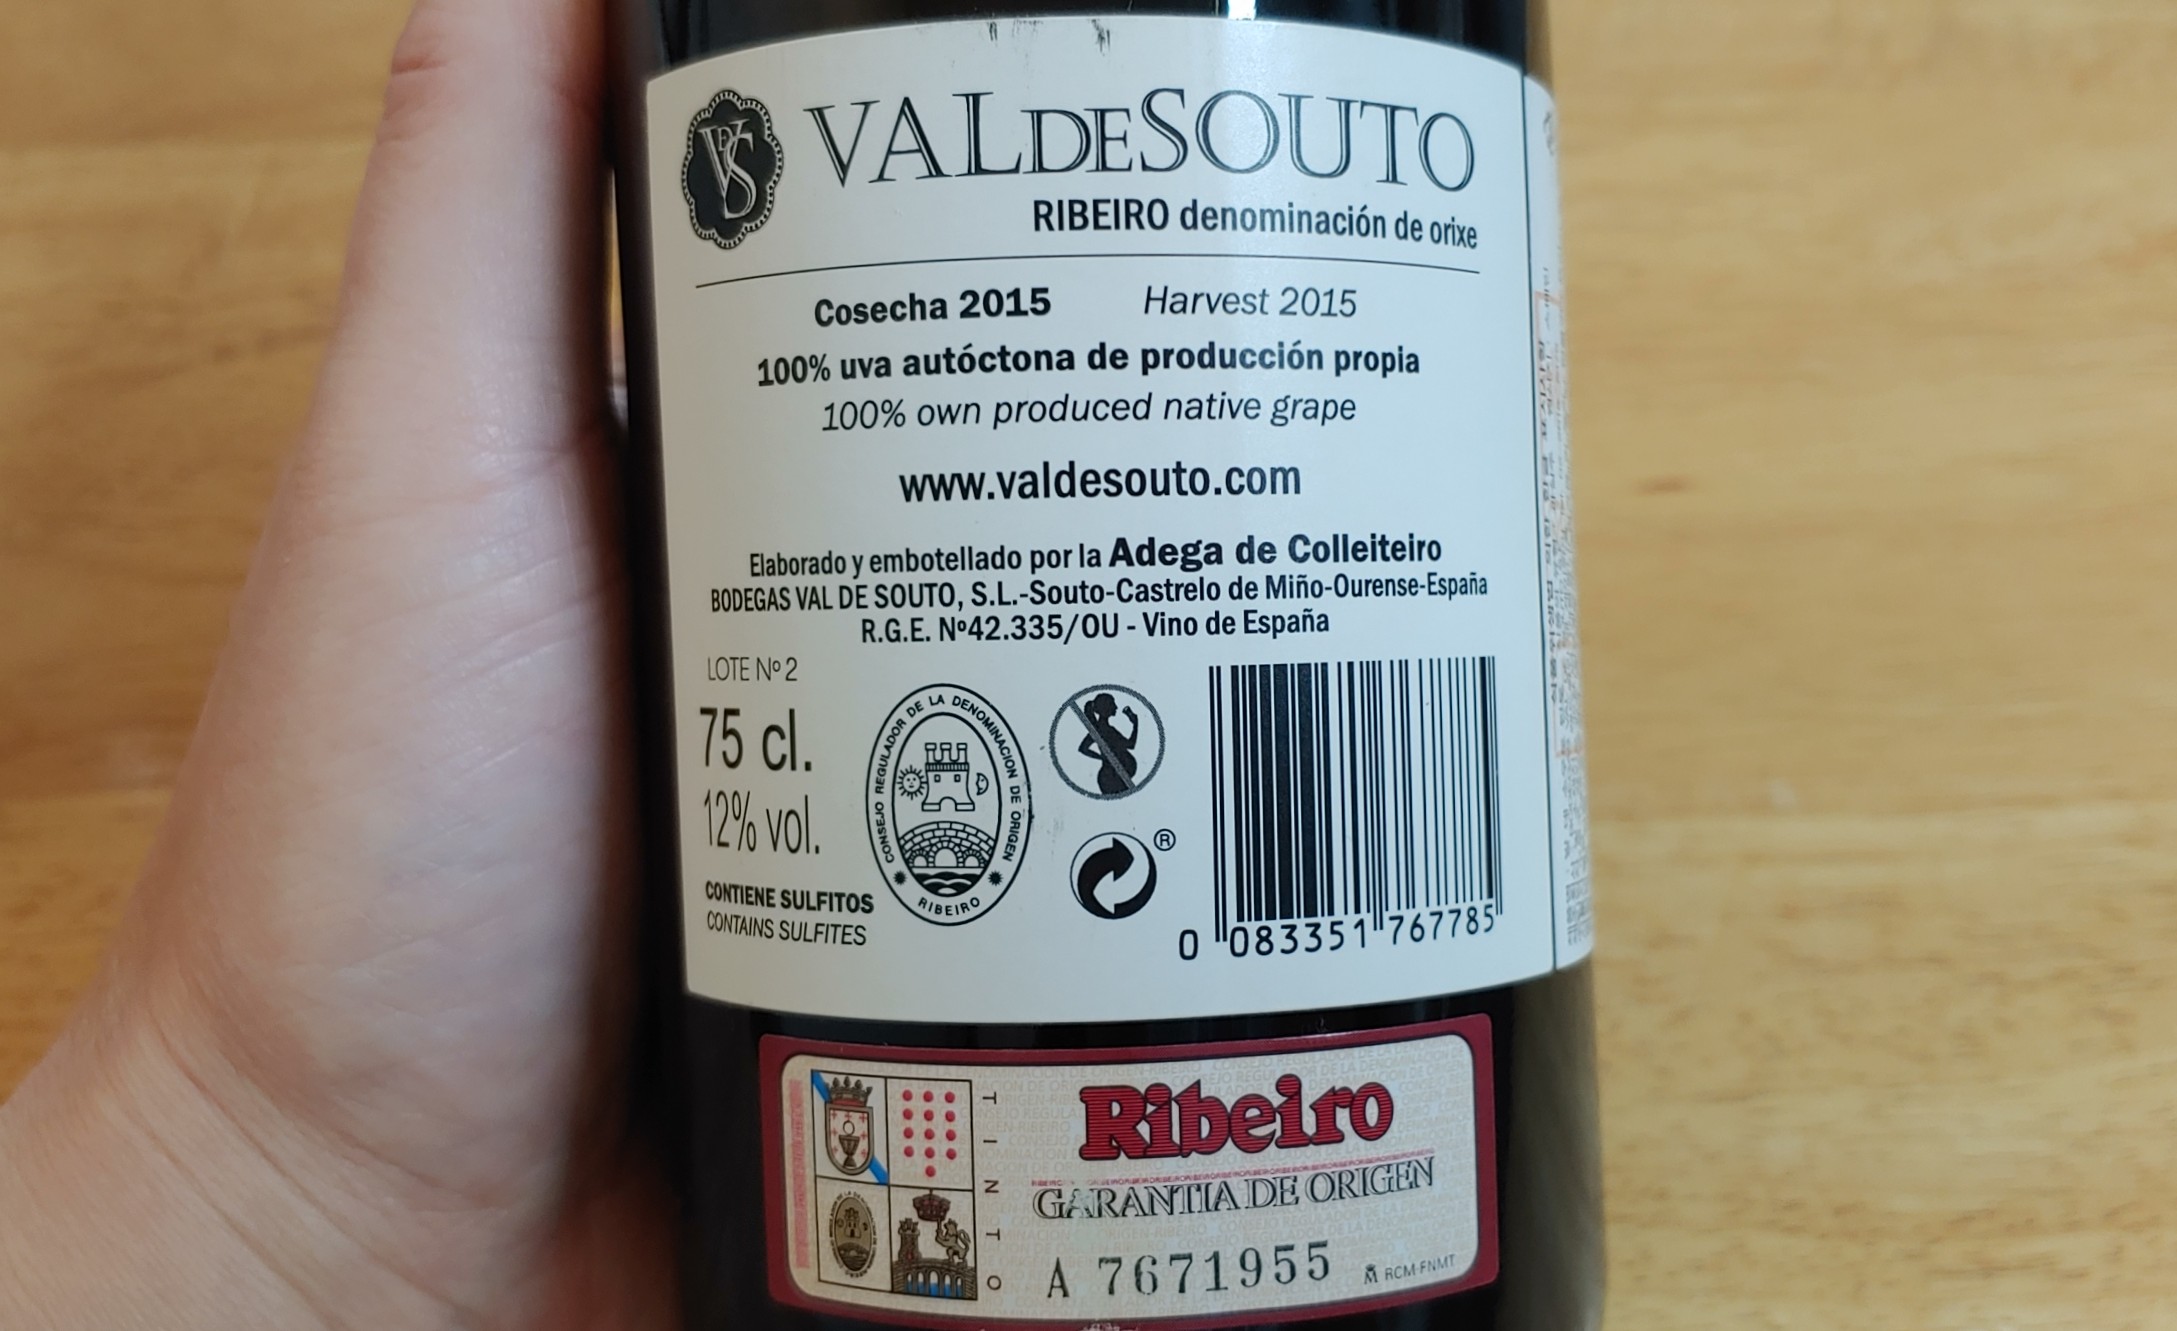 VDS
VALDESOUTO
RIBEIRO denominación de orixe
Cosecha 2015 Harvest 2015
100% uva autóctona de producción propia
100% own produced native grape
www.valdesouto.com
Elaborado y embotellado por la Adega de Colleiteiro
BODEGAS VAL DE SOUTO, S.L.-Souto-Castrelo de Miño-Ourense-España
R.G.E. Nº42.335/OU - Vino de España
LOTE Nº 2
75 cl.
12% vol.
CONTIENE SULFITOS
CONTAINS SULFITES
CONSEJO REGULADOR DE LA DENOMINACION DE ORIGEN
RIBEIRO
®
0 083351 767785
TINTO
Ribeiro
GARANTIA DE ORIGEN
A 7671955
RCM-FNMT